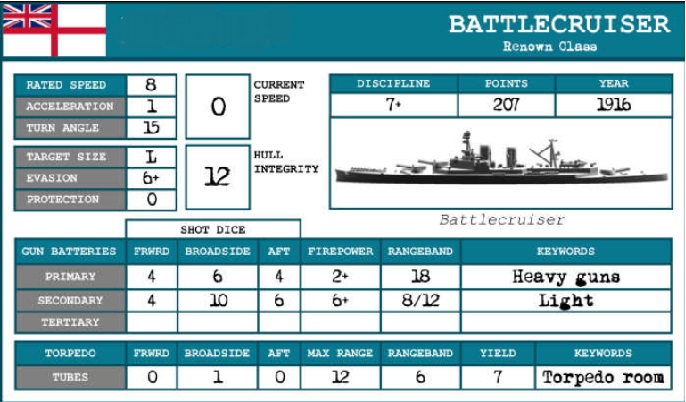 BATTLECRUISER
Renown Class
RATED SPEED 8
ACCELERATION 1
TURN ANGLE 15
0 CURRENT SPEED
TARGET SIZE L
EVASION 6+
PROTECTION 0
12 HULL INTEGRITY
DISCIPLINE POINTS YEAR
7+ 207 1916
Battlecruiser
SHOT DICE
GUN BATTERIES FRWRD BROADSIDE AFT FIREPOWER RANGEBAND KEYWORDS
PRIMARY 4 6 4 2+ 18 Heavy guns
SECONDARY 4 10 6 6+ 8/12 Light
TERTIARY
TORPEDO FRWRD BROADSIDE AFT MAX RANGE RANGEBAND YIELD KEYWORDS
TUBES 0 1 0 12 6 7 Torpedo room